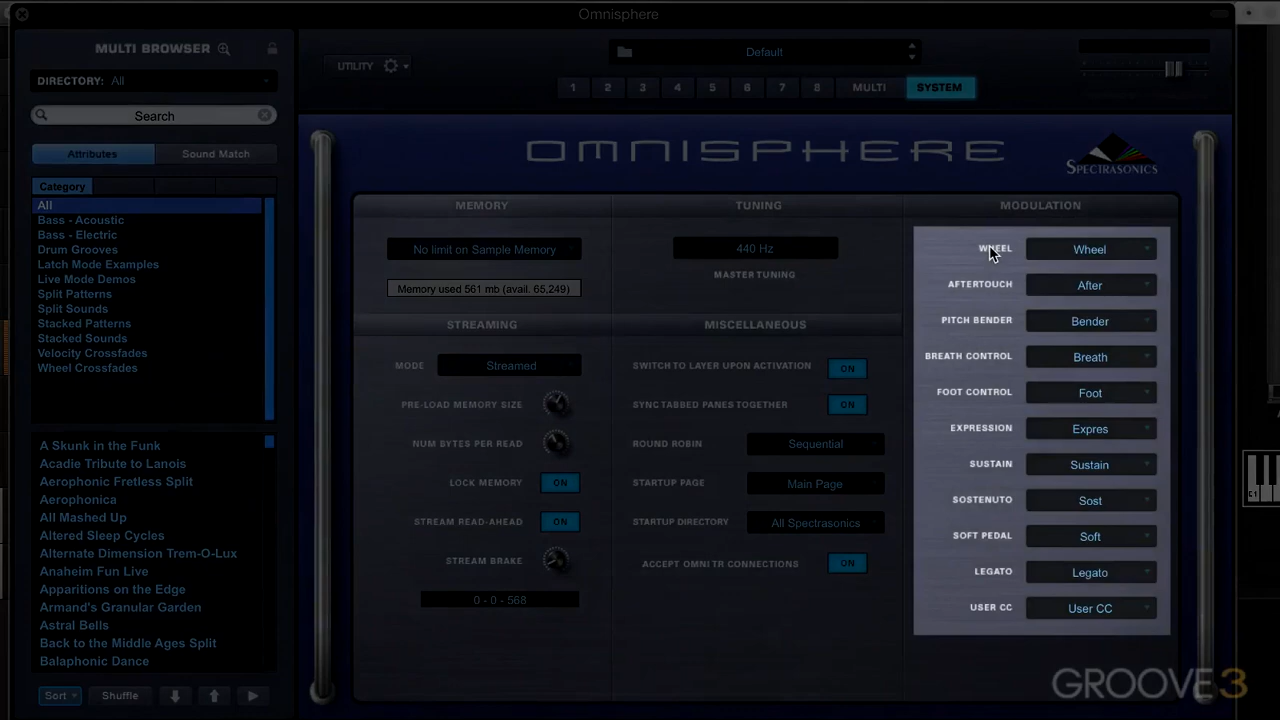 Omnisphere
MULTI BROWSER
DIRECTORY: All
Search
Attributes
Sound Match
Category
All
Bass - Acoustic
Bass - Electric
Drum Grooves
Latch Mode Examples
Live Mode Demos
Split Patterns
Split Sounds
Stacked Patterns
Stacked Sounds
Velocity Crossfades
Wheel Crossfades
A Skunk in the Funk
Acadie Tribute to Lanois
Aerophonic Fretless Split
Aerophonica
All Mashed Up
Altered Sleep Cycles
Alternate Dimension Trem-O-Lux
Anaheim Fun Live
Apparitions on the Edge
Armand's Granular Garden
Astral Bells
Back to the Middle Ages Split
Balaphonic Dance
Sort
Shuffle
UTILITY
Default
1 2 3 4 5 6 7 8 MULTI SYSTEM
OMNISPHERE
SPECTRASONICS
MEMORY
No limit on Sample Memory
Memory used 561 mb (avail. 65,249)
STREAMING
MODE Streamed
PRE-LOAD MEMORY SIZE
NUM BYTES PER READ
LOCK MEMORY ON
STREAM READ-AHEAD ON
STREAM BRAKE
0 - 0 - 568
TUNING
440 Hz
MASTER TUNING
MISCELLANEOUS
SWITCH TO LAYER UPON ACTIVATION ON
SYNC TABBED PANES TOGETHER ON
ROUND ROBIN Sequential
STARTUP PAGE Main Page
STARTUP DIRECTORY All Spectrasonics
ACCEPT OMNI TR CONNECTIONS ON
MODULATION
WHEEL Wheel
AFTERTOUCH After
PITCH BENDER Bender
BREATH CONTROL Breath
FOOT CONTROL Foot
EXPRESSION Expres
SUSTAIN Sustain
SOSTENUTO Sost
SOFT PEDAL Soft
LEGATO Legato
USER CC User CC
C1
GROOVE3